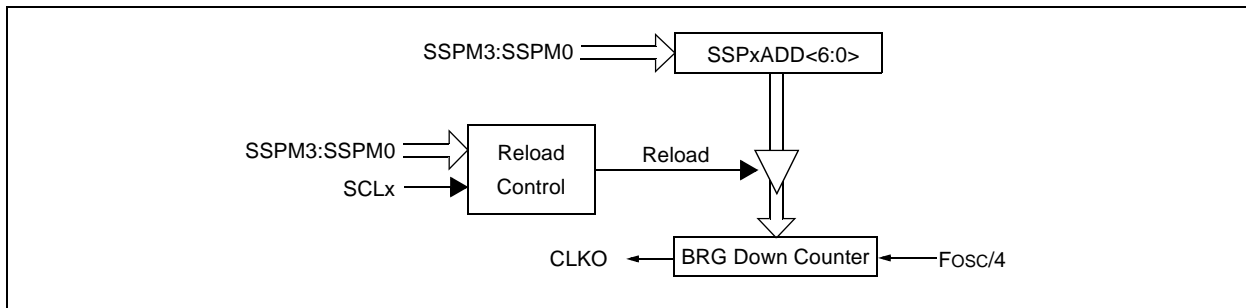 SSPM3:SSPM0
SSPxADD<6:0>
SSPM3:SSPM0
SCLx
Reload
Control
Reload
CLKO
BRG Down Counter
FOSC/4